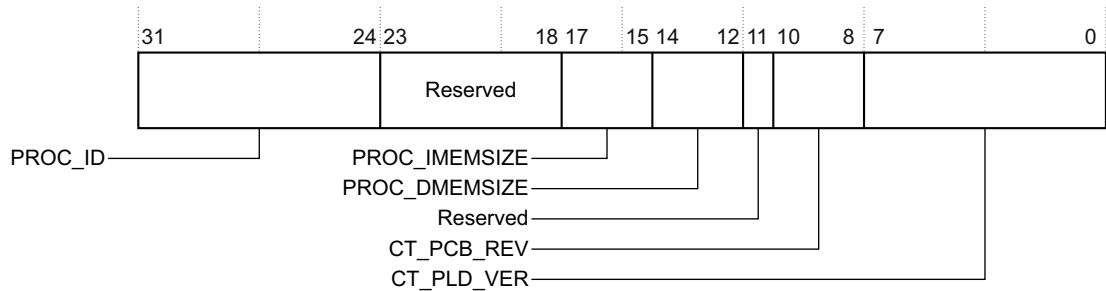 31 24 23 18 17 15 14 12 11 10 8 7 0
Reserved
PROC_ID
PROC_IMEMSIZE
PROC_DMEMSIZE
Reserved
CT_PCB_REV
CT_PLD_VER